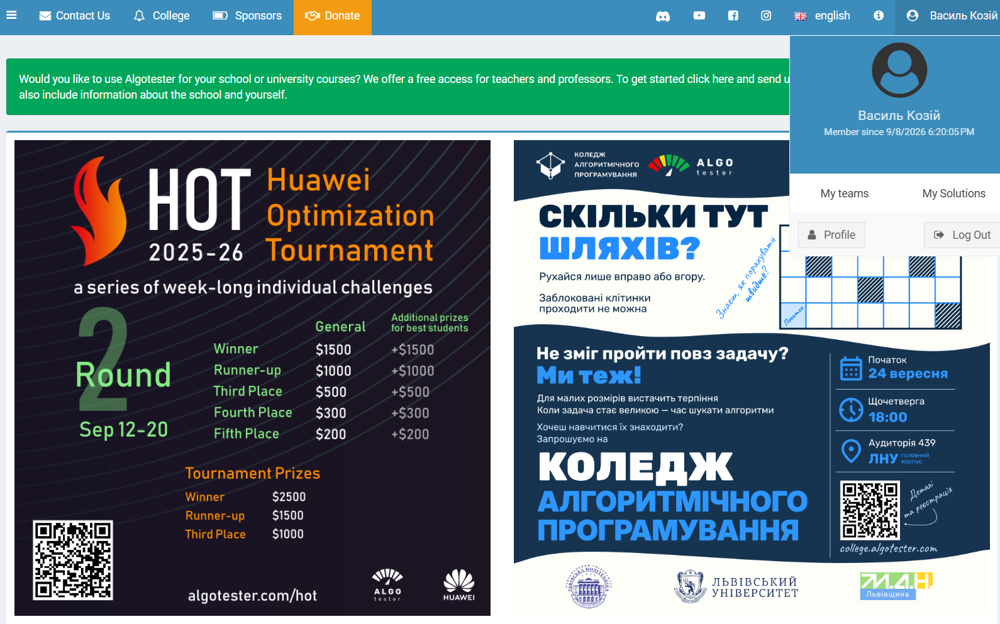 Contact Us
College
Sponsors
Donate
english
Василь Козій
Would you like to use Algotester for your school or university courses? We offer a free access for teachers and professors. To get started click here and send u
also include information about the school and yourself.
Василь Козій
Member since 9/8/2026 6:20:05 PM
My teams
My Solutions
Profile
Log Out
HOT
2025-26
Huawei
Optimization
Tournament
a series of week-long individual challenges
2
Round
Sep 12-20
General
Additional prizes
for best students
Winner $1500 +$1500
Runner-up $1000 +$1000
Third Place $500 +$500
Fourth Place $300 +$300
Fifth Place $200 +$200
Tournament Prizes
Winner $2500
Runner-up $1500
Third Place $1000
algotester.com/hot
ALGO
tester
HUAWEI
КОЛЕДЖ
АЛГОРИТМІЧНОГО
ПРОГРАМУВАННЯ
ALGO
tester
СКІЛЬКИ ТУТ
ШЛЯХІВ?
Рухайся лише вправо або вгору.
Заблоковані клітинки
проходити не можна
Знаєш, як порахувати
швидше?
Початок
Не зміг пройти повз задачу?
Ми теж!
Для малих розмірів вистачить терпіння
Коли задача стає великою — час шукати алгоритми
Хочеш навчитися їх знаходити?
Запрошуємо на
КОЛЕДЖ
АЛГОРИТМІЧНОГО
ПРОГРАМУВАННЯ
Початок
24 вересня
Щочетверга
18:00
Аудиторія 439
ЛНУ головний
корпус
Деталі
та реєстрація
college.algotester.com
ЛЬВІВСЬКИЙ
УНІВЕРСИТЕТ
М.А.Н
Львівщина